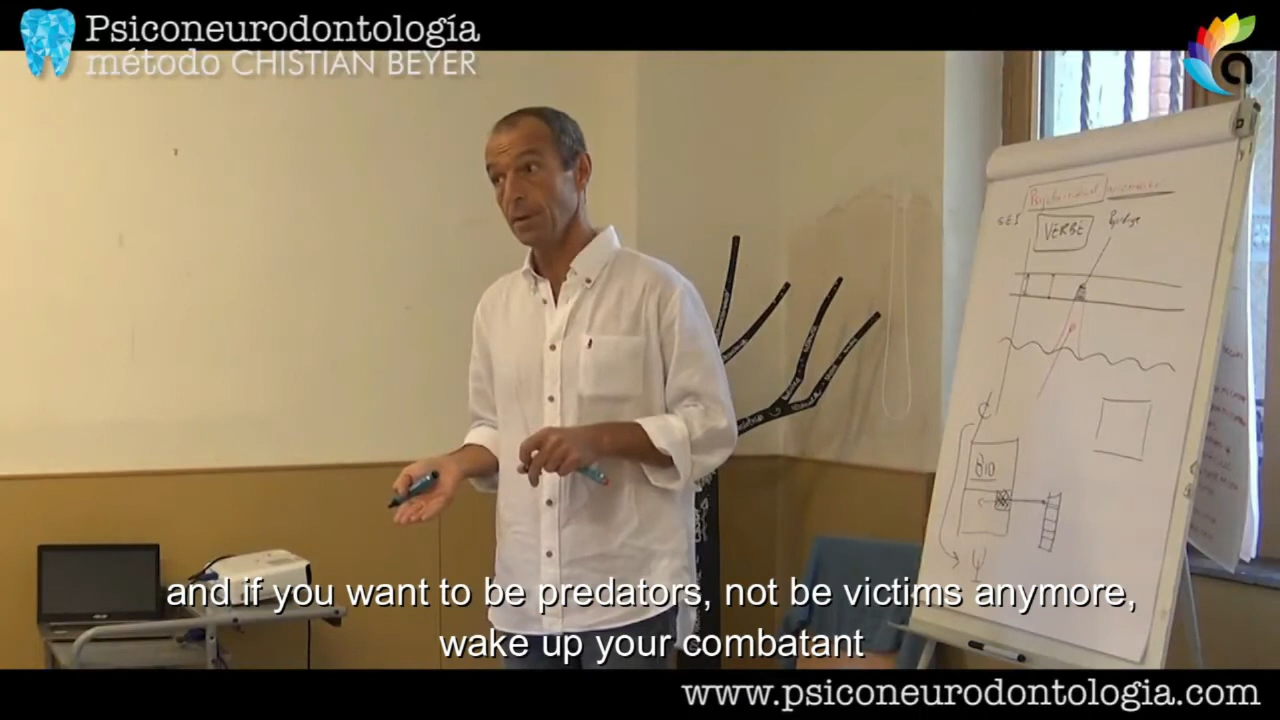 Psiconeurodontología
método CHISTIAN BEYER
a
SEI
VERBE
BIO
and if you want to be predators, not be victims anymore,
wake up your combatant
www.psiconeurodontologia.com